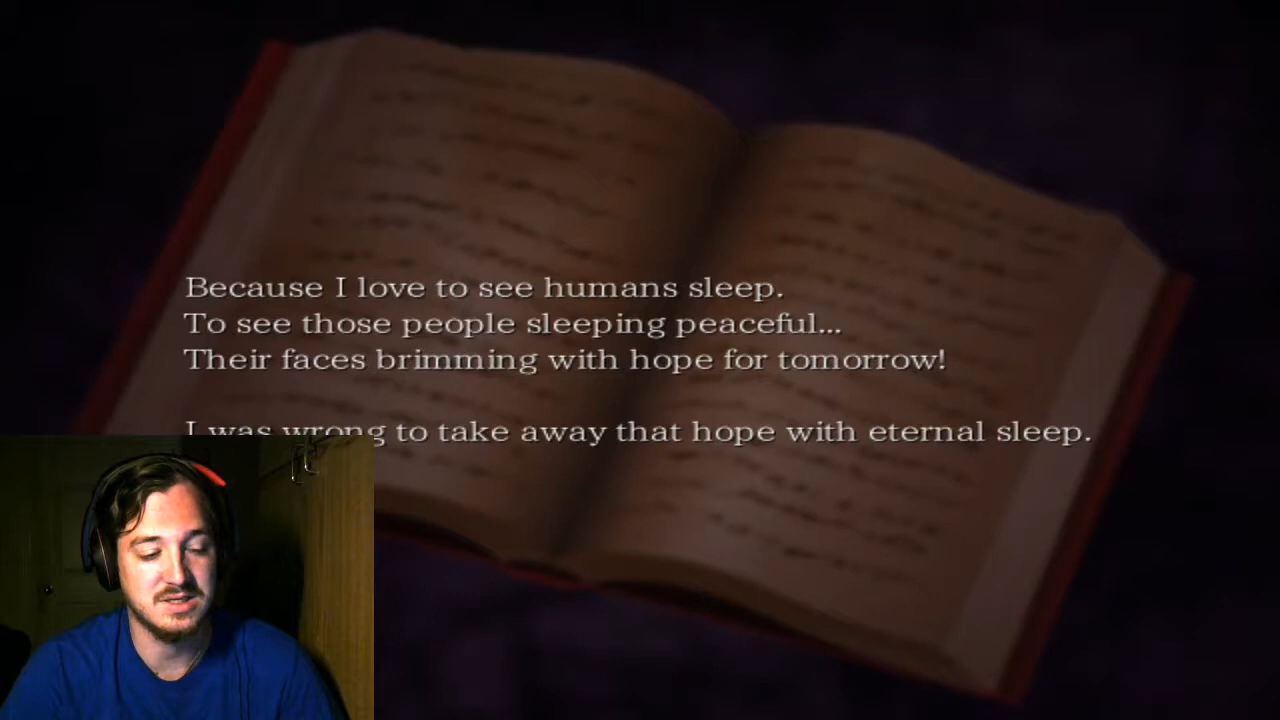 Because I love to see humans sleep.
To see those people sleeping peaceful...
Their faces brimming with hope for tomorrow!
I was wrong to take away that hope with eternal sleep.